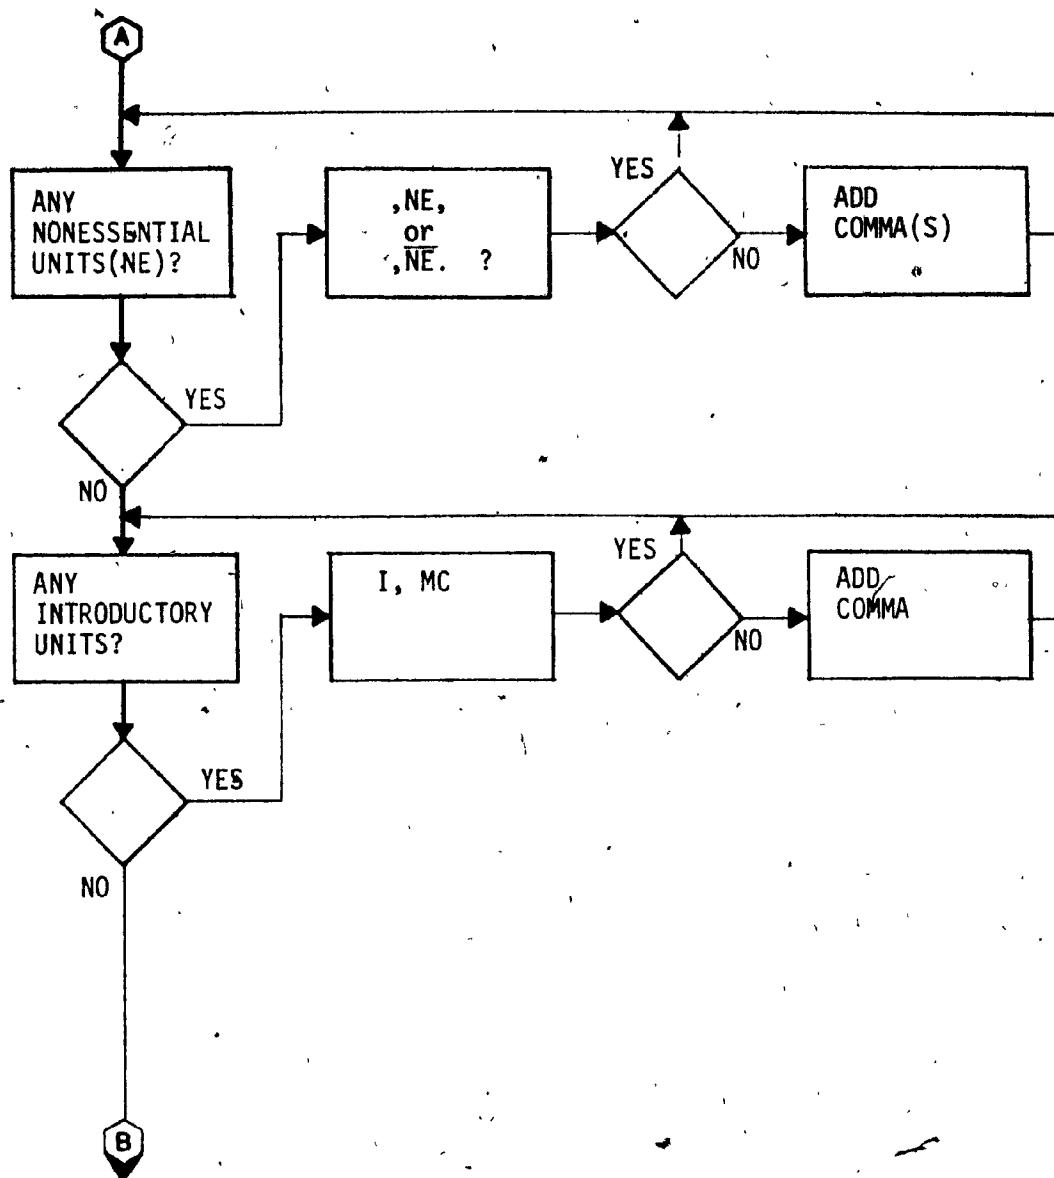 A
ANY
NONESSENTIAL
UNITS(NE)?
,NE,
or
,NE. ?
YES
NO
ADD
COMMA(S)
YES
NO
ANY
INTRODUCTORY
UNITS?
I, MC
YES
NO
ADD
COMMA
YES
NO
B